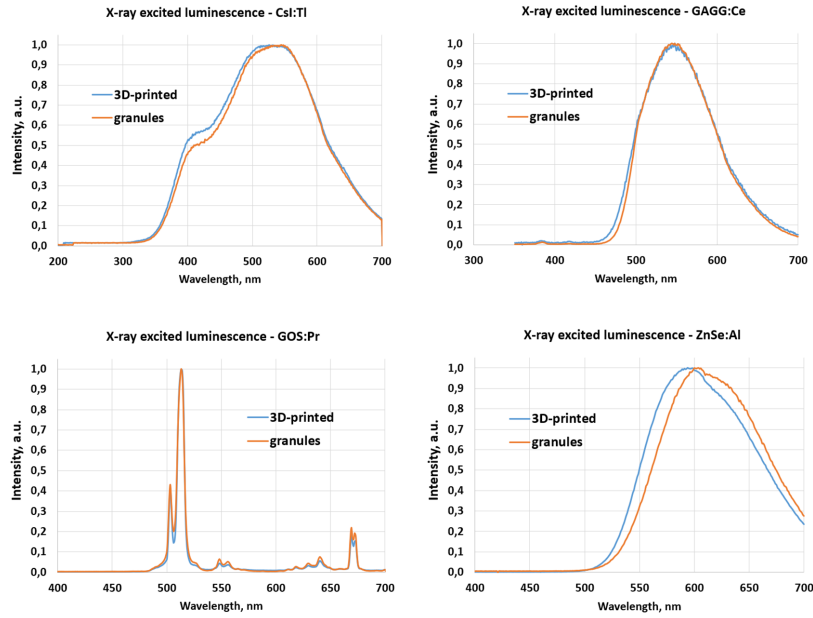 X-ray excited luminescence - CsI:Tl
1,0
0,9
0,8
0,7
0,6
0,5
0,4
0,3
0,2
0,1
0,0
Intensity, a.u.
3D-printed
granules
200 300 400 500 600 700
Wavelength, nm
X-ray excited luminescence - GAGG:Ce
1,0
0,9
0,8
0,7
0,6
0,5
0,4
0,3
0,2
0,1
0,0
Intensity, a.u.
3D-printed
granules
300 400 500 600 700
Wavelength, nm
X-ray excited luminescence - GOS:Pr
1,0
0,9
0,8
0,7
0,6
0,5
0,4
0,3
0,2
0,1
0,0
Intensity, a.u.
3D-printed
granules
400 450 500 550 600 650 700
Wavelength, nm
X-ray excited luminescence - ZnSe:Al
1,0
0,9
0,8
0,7
0,6
0,5
0,4
0,3
0,2
0,1
0,0
Intensity, a.u.
3D-printed
granules
400 450 500 550 600 650 700
Wavelength, nm